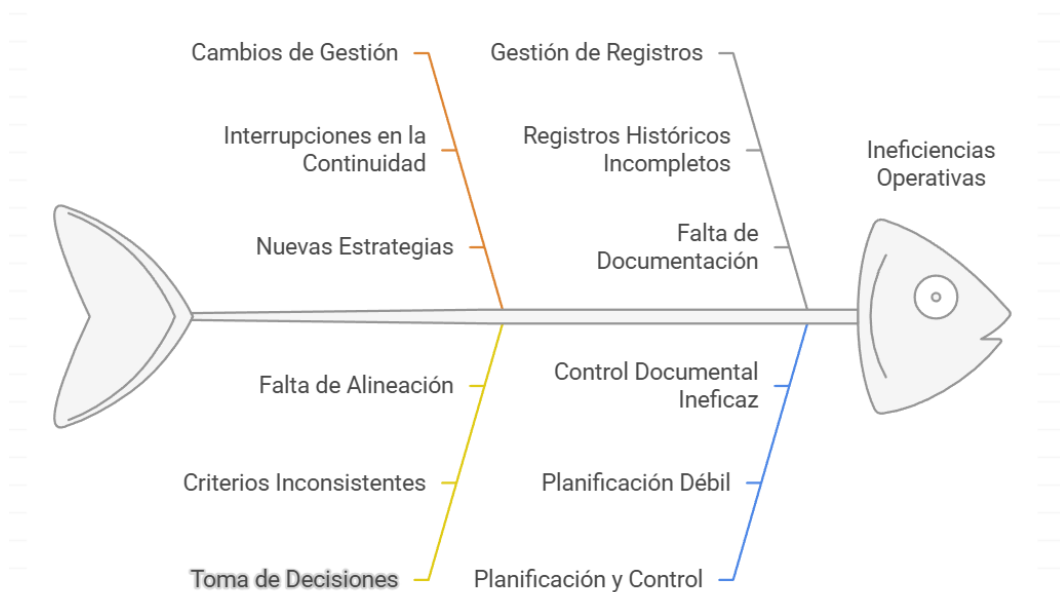 Cambios de Gestión
Interrupciones en la
Continuidad
Nuevas Estrategias
Gestión de Registros
Registros Históricos
Incompletos
Falta de
Documentación
Ineficiencias
Operativas
Falta de Alineación
Criterios Inconsistentes
Toma de Decisiones
Control Documental
Ineficaz
Planificación Débil
Planificación y Control